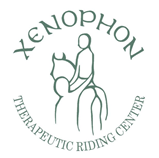 XENOPHON
THERAPEUTIC RIDING CENTER